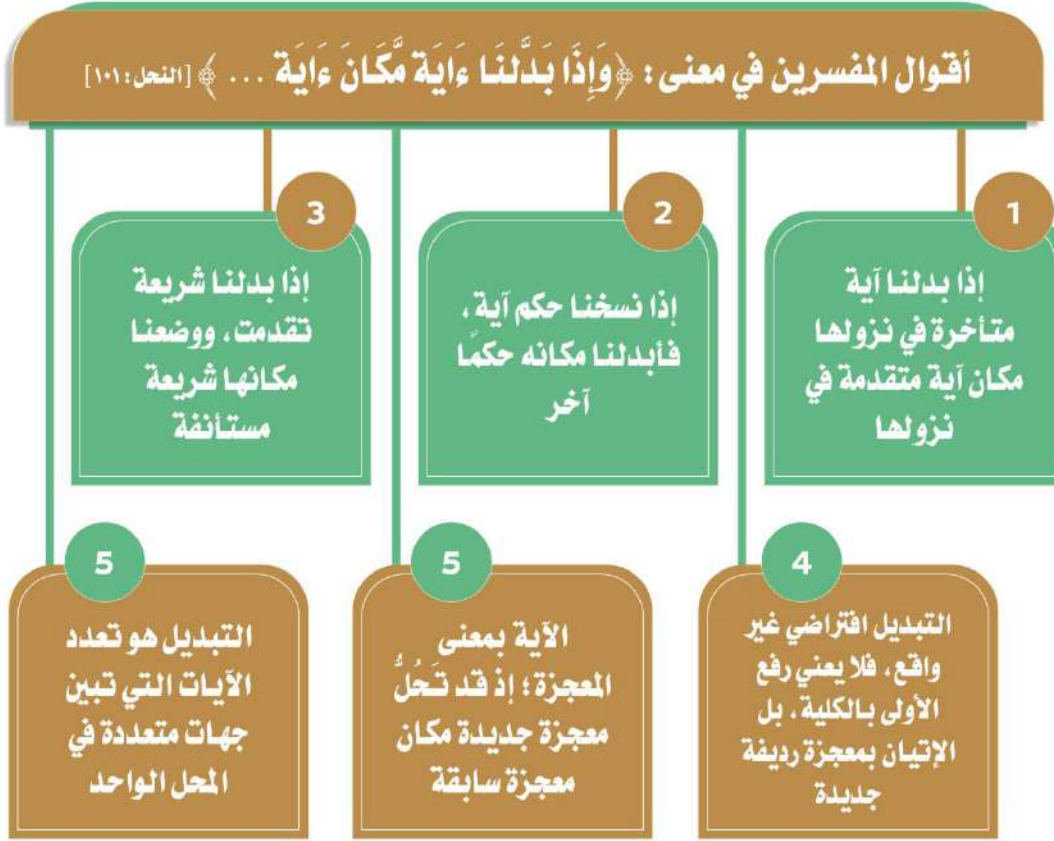 أقوال المفسرين في معنى: ﴿وَإِذَا بَدَّلنَا ءَايَة مَّكَانَ ءَايَة ... ﴾ [النحل: ١٠١]
1
إذا بدلنا آية
متأخرة في نزولها
مكان آية متقدمة في
نزولها
2
إذا نسخنا حكم آية،
فأبدلنا مكانه حكمًا
آخر
3
إذا بدلنا شريعة
تقدمت، ووضعنا
مكانها شريعة
مستأنفة
4
التبديل افتراضي غير
واقع، فلا يعني رفع
الأولى بالكلية، بل
الإتيان بمعجزة رديفة
جديدة
5
الآية بمعنى
المعجزة؛ إذ قد تَحُلُّ
معجزة جديدة مكان
معجزة سابقة
5
التبديل هو تعدد
الآيات التي تبين
جهات متعددة في
المحل الواحد